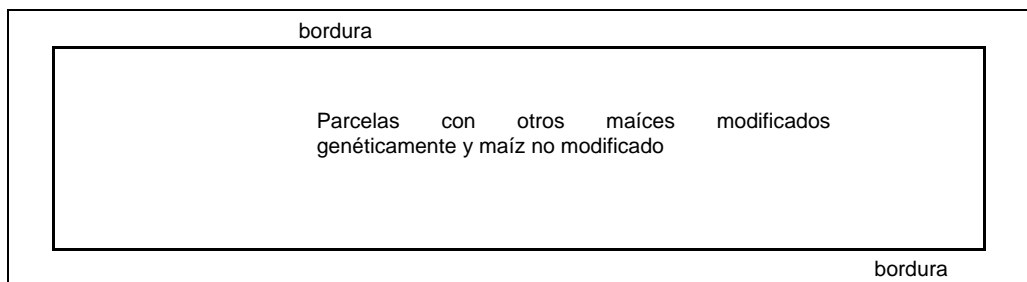 bordura
Parcelas con otros maíces modificados
genéticamente y maíz no modificado
bordura